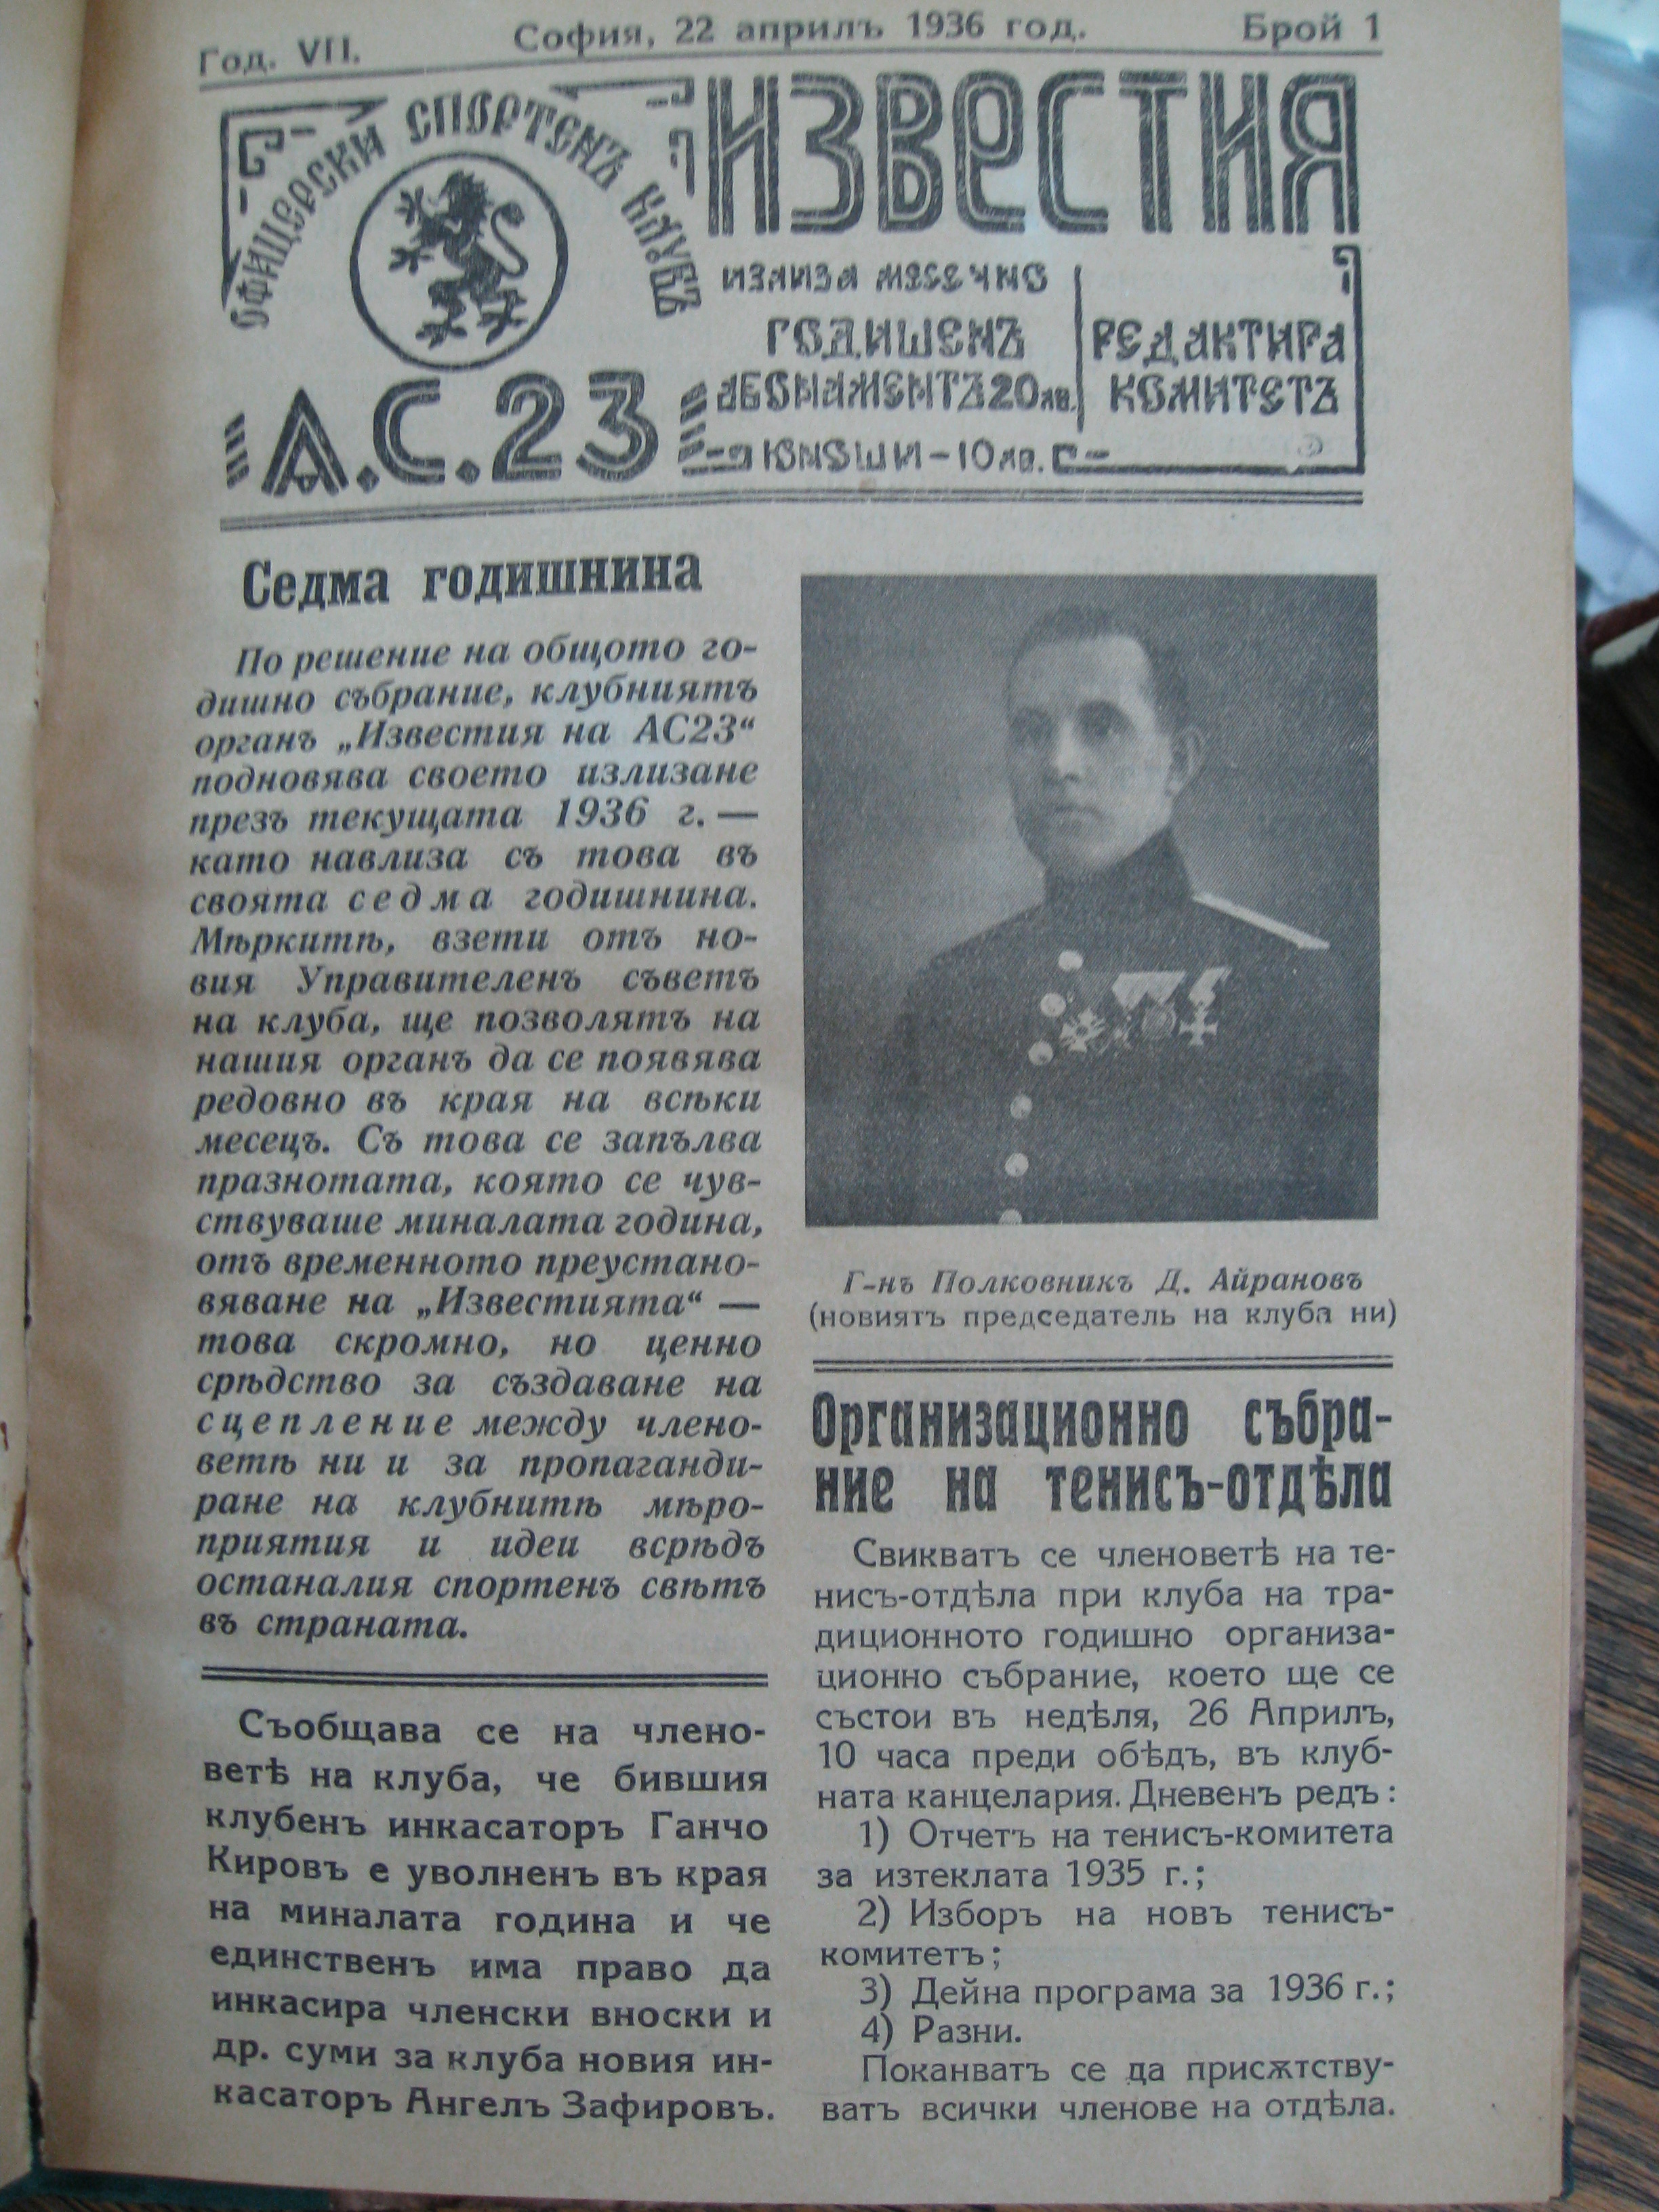 Год. VII.
София, 22 априлъ 1936 год.
Брой 1
ОФИЦЕРСКИ СПОРТЕНЪ КЛУБЪ
А.С.23
ИЗВЕСТИЯ
ИЗЛИЗА МЕСЕЧНО
ГОДИШЕНЪ
АБОНАМЕНТЪ 20 лв.
ЮНОШИ – 10 лв.
РЕДАКТИРА
КОМИТЕТЪ
Седма годишнина
По решение на общото го-
дишно събрание, клубниятъ
органъ „Известия на АС23“
подновява своето излизане
презъ текущата 1936 г. —
като навлиза съ това въ
своята седма годишнина.
Мѣркитѣ, взети отъ но-
вия Управителенъ съветъ
на клуба, ще позволятъ на
нашия органъ да се появява
редовно въ края на всѣки
месецъ. Съ това се запълва
празнотата, която се чув-
ствуваше миналата година,
отъ временното преустано-
вяване на „Известията“ —
това скромно, но ценно
срѣдство за създаване на
сцепление между члено-
ветѣ ни и за пропаганди-
ране на клубнитѣ мѣро-
приятия и идеи всрѣдъ
останалия спортенъ свѣтъ
въ страната.
Съобщава се на члено-
ветѣ на клуба, че бившия
клубенъ инкасаторъ Ганчо
Кировъ е уволненъ въ края
на миналата година и че
единственъ има право да
инкасира членски вноски и
др. суми за клуба новия ин-
касаторъ Ангелъ Зафировъ.
Г-нъ Полковникъ Д. Айрановъ
(новиятъ председатель на клуба ни)
Организационно събра-
ние на тенисъ-отдѣла
Свикватъ се членоветѣ на те-
нисъ-отдѣла при клуба на тра-
диционното годишно организа-
ционно събрание, което ще се
състои въ недѣля, 26 Априлъ,
10 часа преди обѣдъ, въ клуб-
ната канцелария. Дневенъ редъ:
1) Отчетъ на тенисъ-комитета
за изтеклата 1935 г.;
2) Изборъ на новъ тенисъ-
комитетъ;
3) Дейна програма за 1936 г.;
4) Разни.
Поканватъ се да присѫтству-
ватъ всички членове на отдѣла.